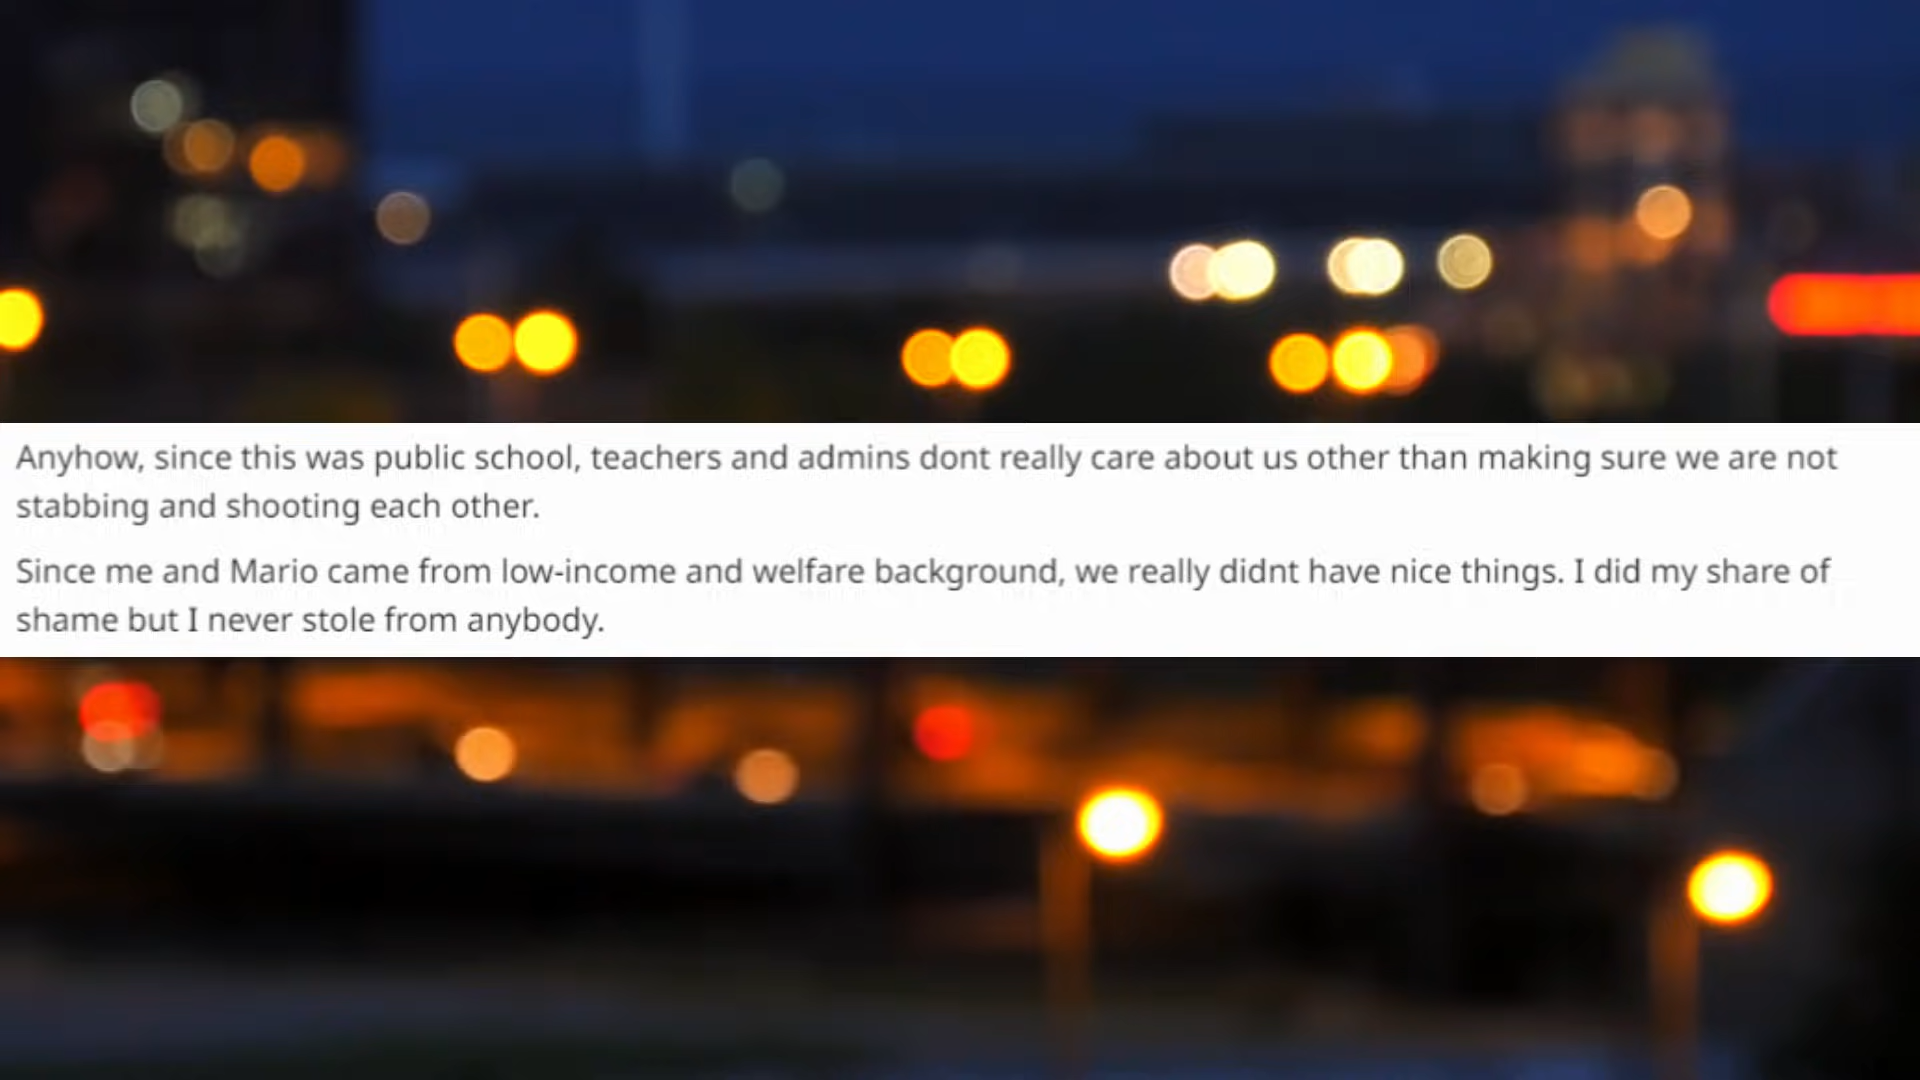 Anyhow, since this was public school, teachers and admins dont really care about us other than making sure we are not
stabbing and shooting each other.
Since me and Mario came from low-income and welfare background, we really didnt have nice things. I did my share of
shame but I never stole from anybody.